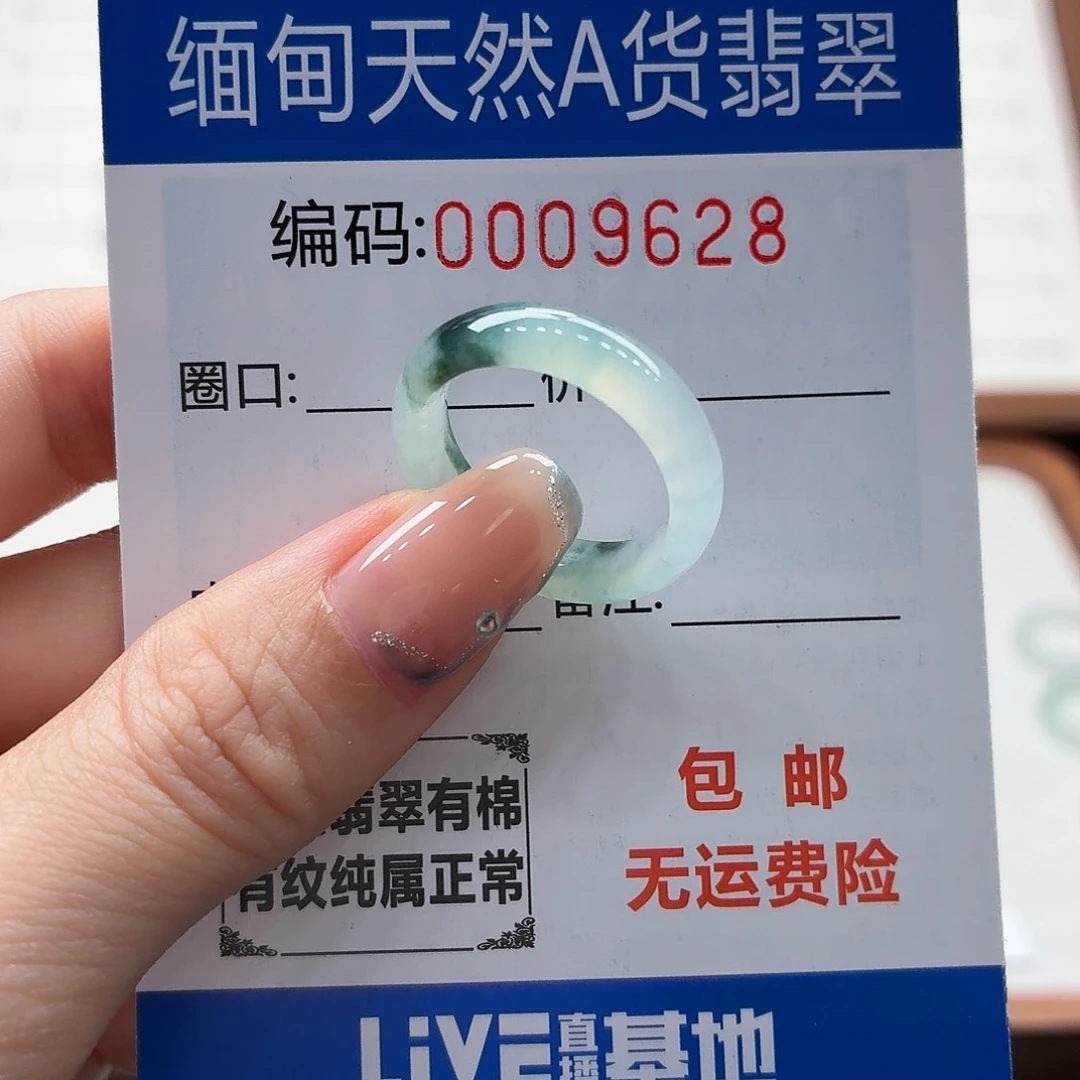 缅甸天然A货翡翠
编码:0009628
圈口:
翡翠有棉
有纹纯属正常
包邮
无运费险
LiVE直播基地